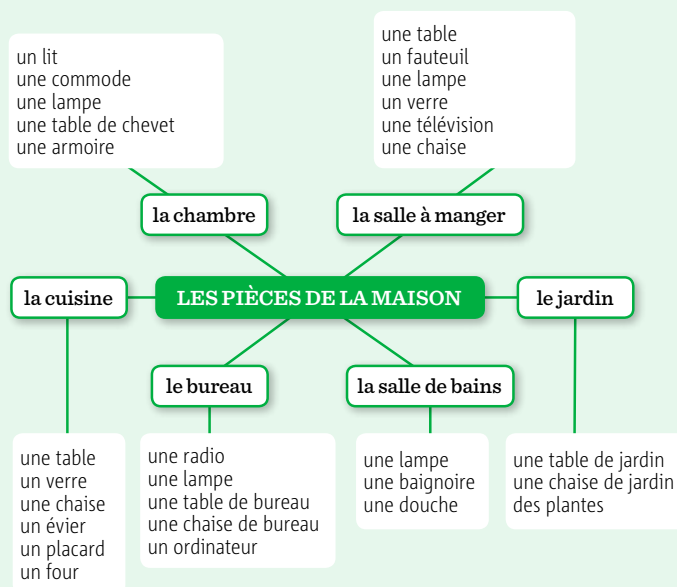 un lit
une commode
une lampe
une table de chevet
une armoire
une table
un fauteuil
une lampe
un verre
une télévision
une chaise
la chambre
la salle à manger
la cuisine
LES PIÈCES DE LA MAISON
le jardin
le bureau
la salle de bains
une table
un verre
une chaise
un évier
un placard
un four
une radio
une lampe
une table de bureau
une chaise de bureau
un ordinateur
une lampe
une baignoire
une douche
une table de jardin
une chaise de jardin
des plantes